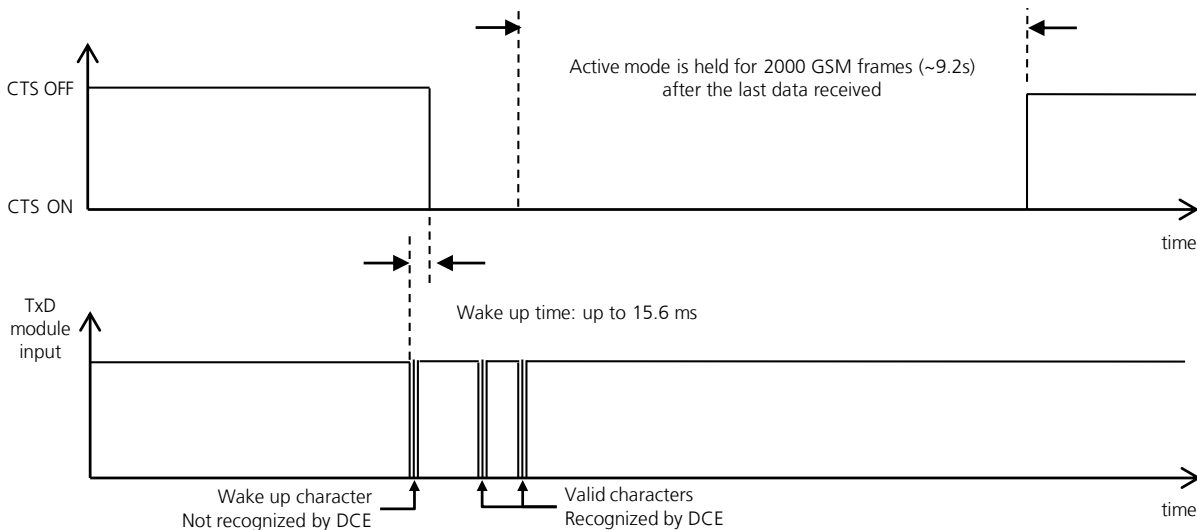 Active mode is held for 2000 GSM frames (~9.2s)
after the last data received
CTS OFF
CTS ON
time
TxD
module
input
Wake up time: up to 15.6 ms
Wake up character
Not recognized by DCE
Valid characters
Recognized by DCE
time